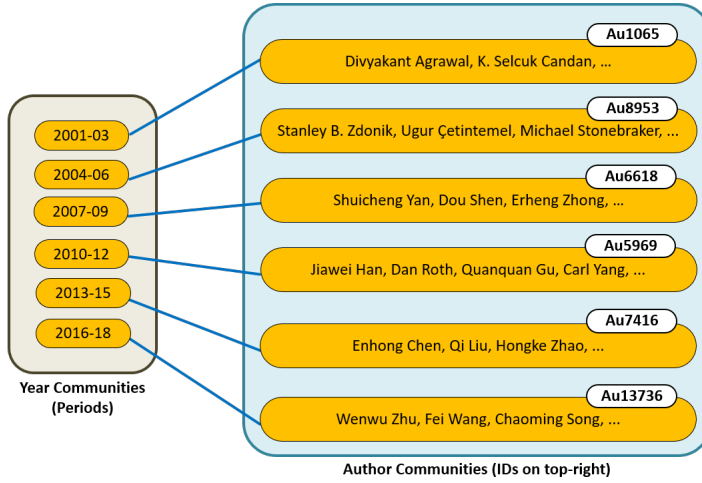 Au1065
Divyakant Agrawal, K. Selcuk Candan, ...
Au8953
2001-03
Stanley B. Zdonik, Ugur Çetintemel, Michael Stonebraker, ...
2004-06
Au6618
2007-09
Shuicheng Yan, Dou Shen, Erheng Zhong, ...
Au5969
2010-12
Jiawei Han, Dan Roth, Quanquan Gu, Carl Yang, ...
2013-15
Au7416
2016-18
Enhong Chen, Qi Liu, Hongke Zhao, ...
Year Communities
(Periods)
Au13736
Wenwu Zhu, Fei Wang, Chaoming Song, ...
Author Communities (IDs on top-right)